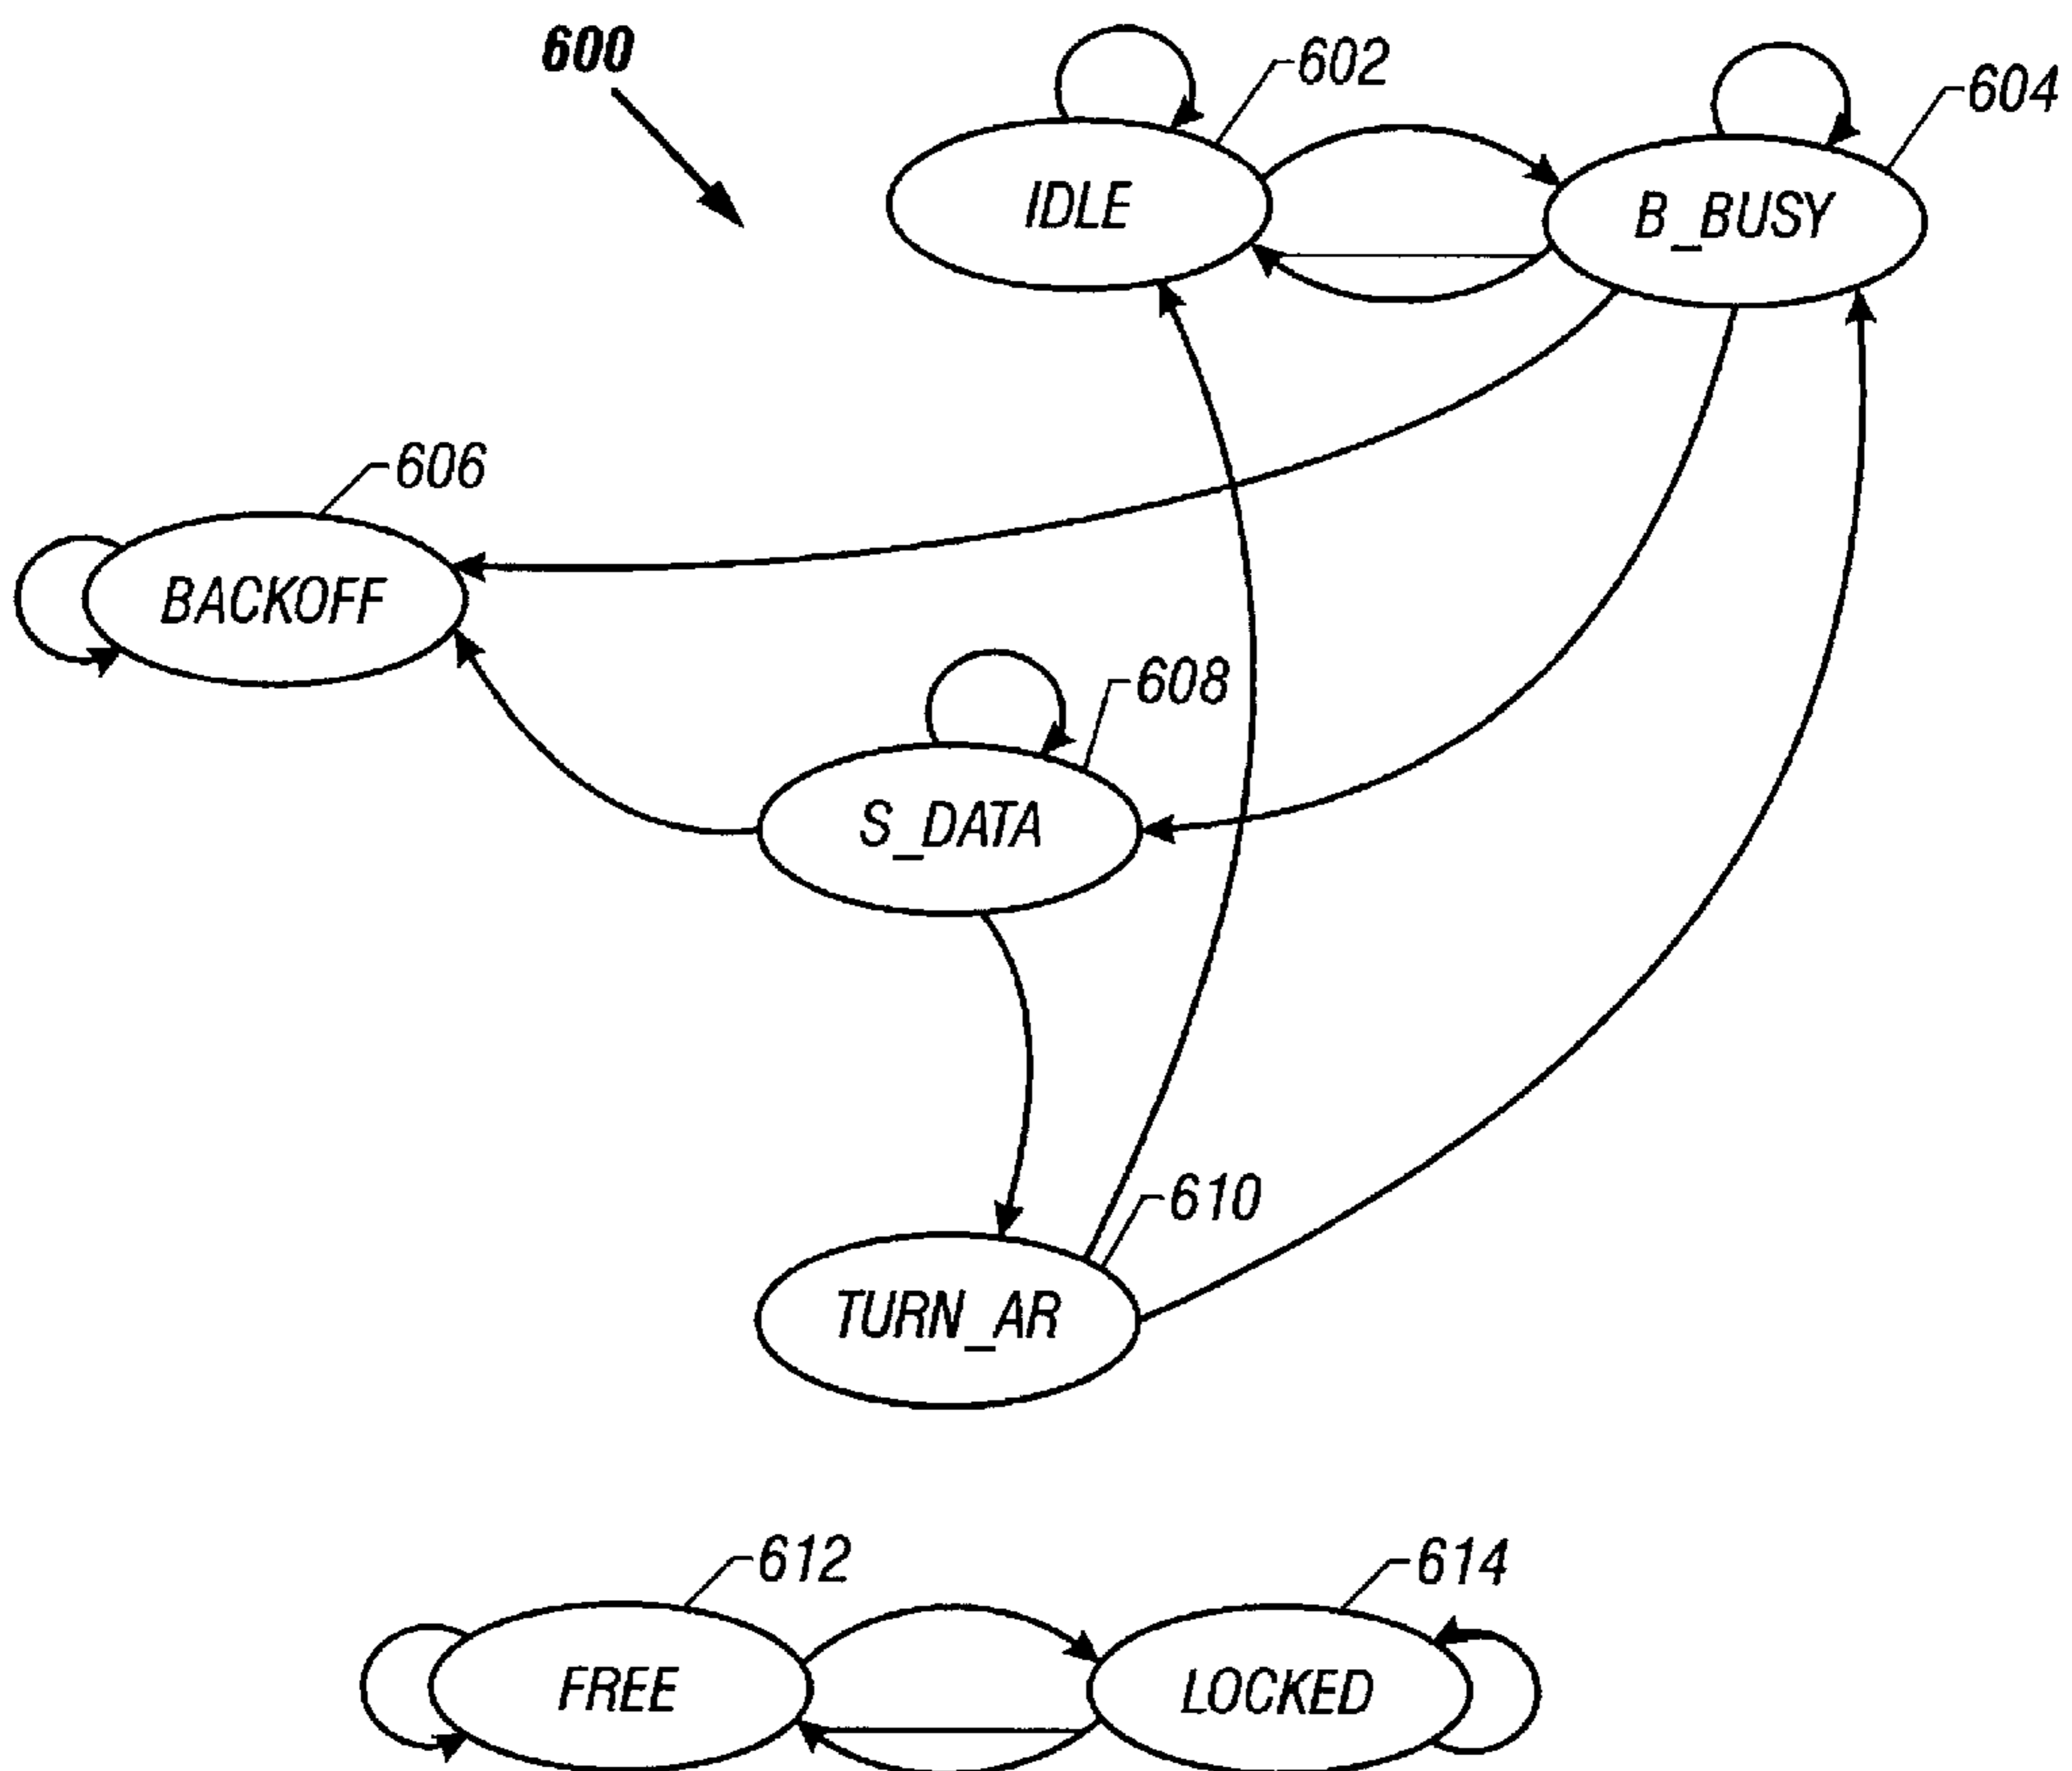 600
602
604
IDLE
B_BUSY
606
BACKOFF
608
S_DATA
610
TURN_AR
612
614
FREE
LOCKED